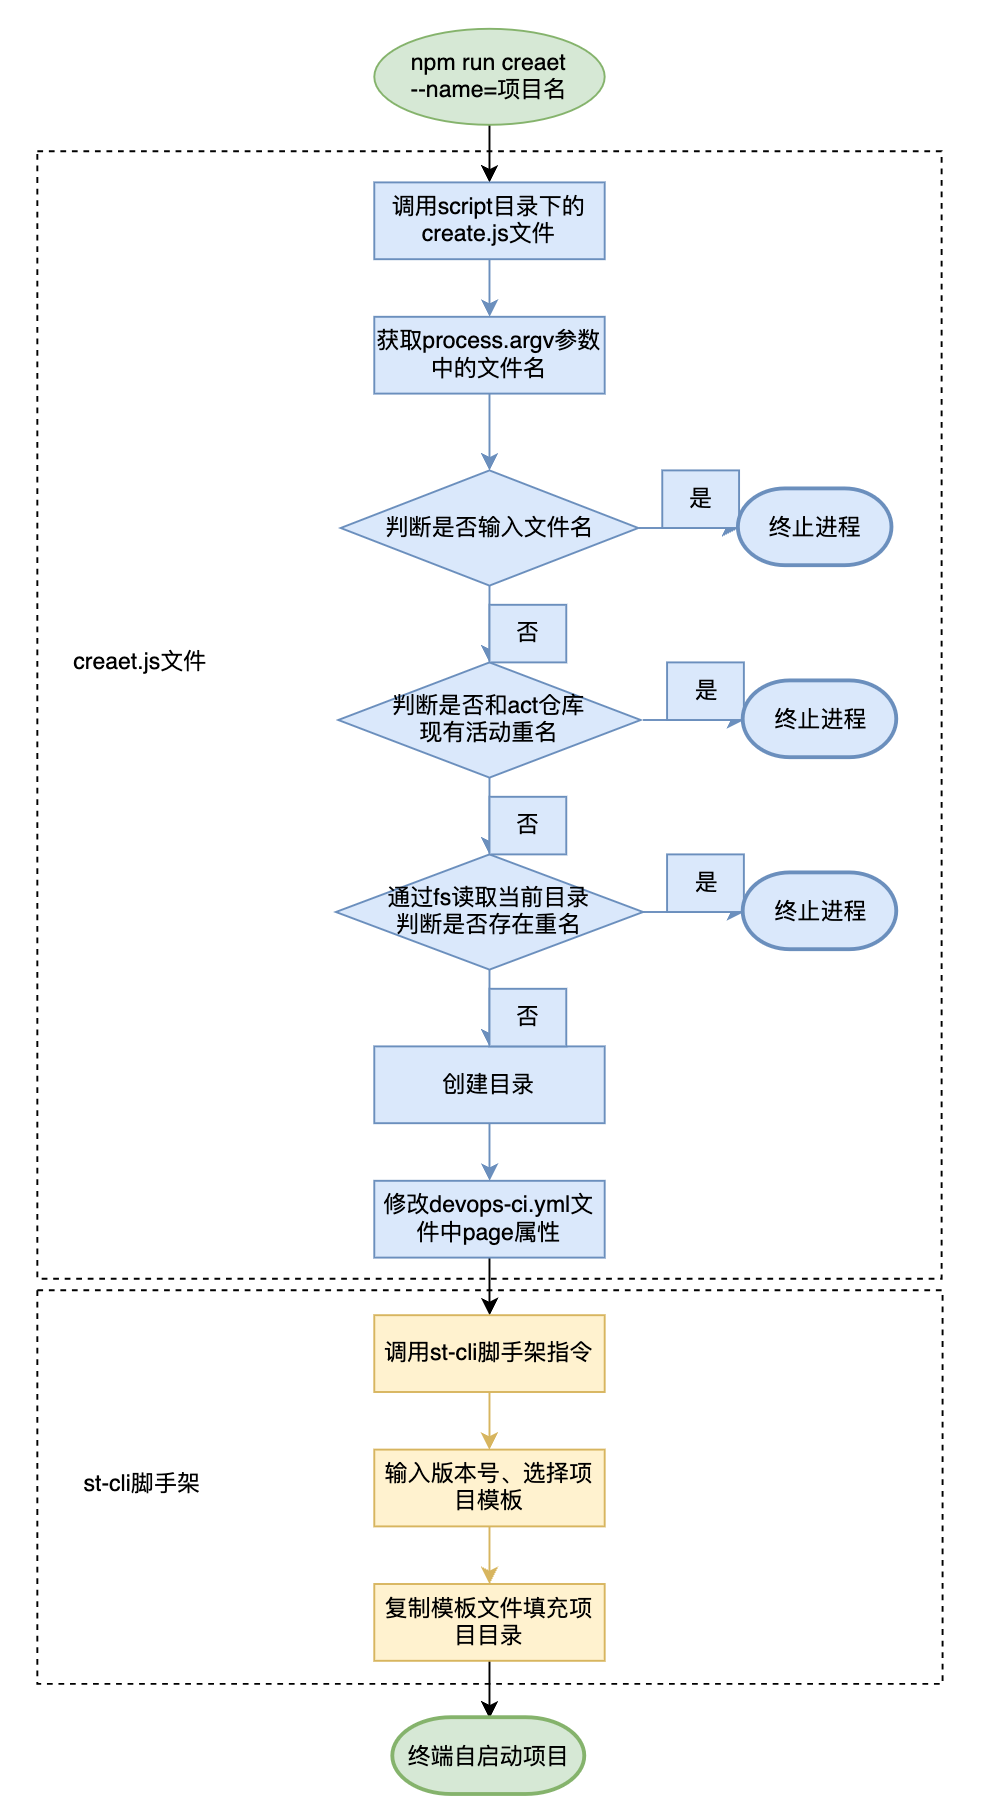 npm run creaet
--name=项目名
调用script目录下的
create.js文件
获取process.argv参数
中的文件名
判断是否输入文件名
是
终止进程
否
creaet.js文件
判断是否和act仓库
现有活动重名
是
终止进程
否
通过fs读取当前目录
判断是否存在重名
是
终止进程
否
创建目录
修改devops-ci.yml文
件中page属性
调用st-cli脚手架指令
st-cli脚手架
输入版本号、选择项
目模板
复制模板文件填充项
目目录
终端自启动项目